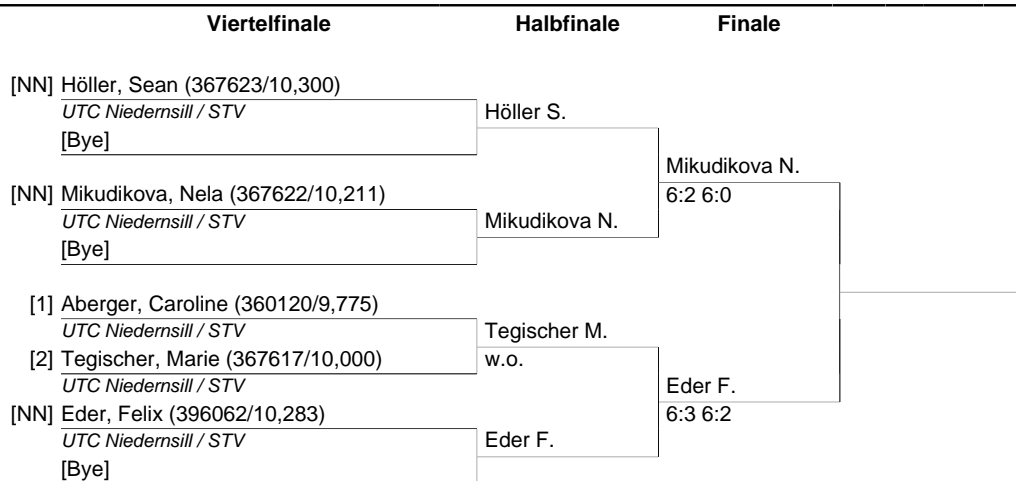 Viertelfinale Halbfinale Finale
[NN] Höller, Sean (367623/10,300)
UTC Niedernsill / STV Höller S.
[Bye]
Mikudikova N.
[NN] Mikudikova, Nela (367622/10,211) 6:2 6:0
UTC Niedernsill / STV Mikudikova N.
[Bye]
[1] Aberger, Caroline (360120/9,775)
UTC Niedernsill / STV Tegischer M.
[2] Tegischer, Marie (367617/10,000) w.o.
UTC Niedernsill / STV Eder F.
[NN] Eder, Felix (396062/10,283) 6:3 6:2
UTC Niedernsill / STV Eder F.
[Bye]